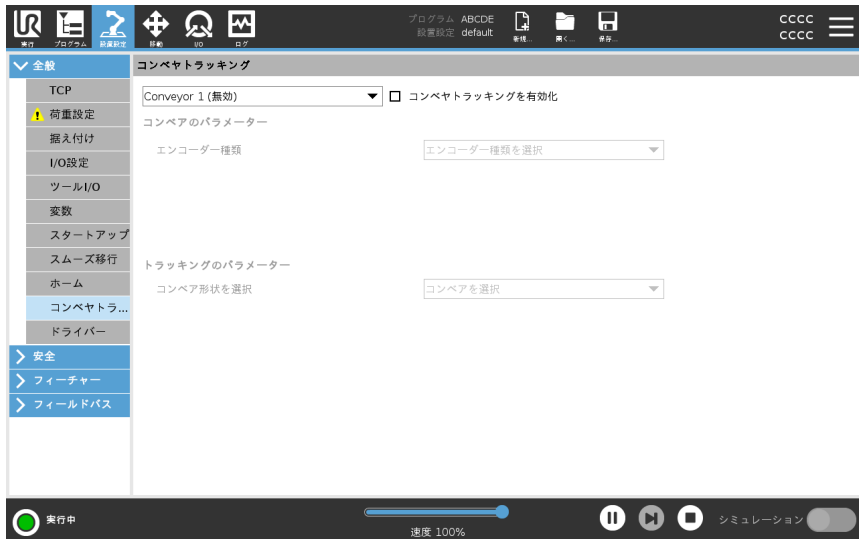 UR
プログラム ABCDE
設置設定 default
CCCC
CCCC
実行
プログラム
設置設定
移動
I/O
ログ
新規...
開く...
保存...
全般
コンベヤトラッキング
TCP
荷重設定
据え付け
I/O設定
ツールI/O
変数
スタートアップ
スムーズ移行
ホーム
コンベヤトラ...
ドライバー
安全
フィーチャー
フィールドバス
Conveyor 1 (無効)
コンベヤトラッキングを有効化
コンベアのパラメーター
エンコーダー種類
エンコーダー種類を選択
トラッキングのパラメーター
コンベア形状を選択
コンベアを選択
実行中
速度 100%
シミュレーション